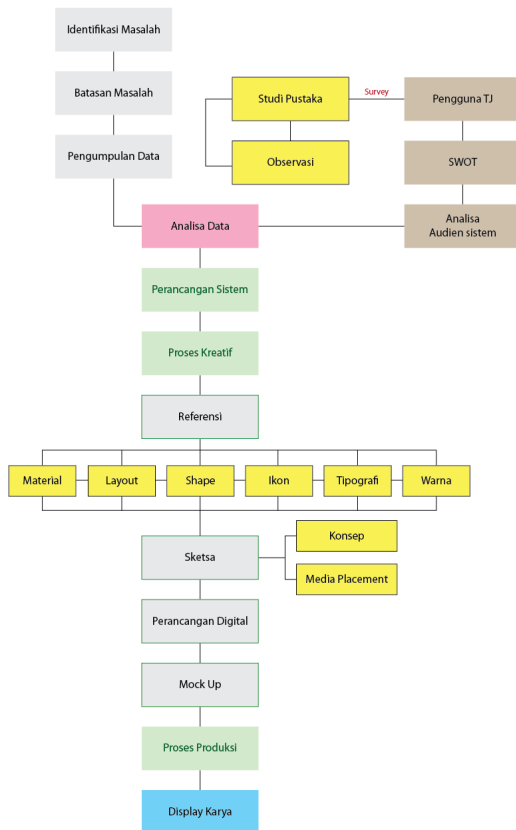 Identifikasi Masalah
Batasan Masalah
Pengumpulan Data
Studi Pustaka
Survey
Pengguna TJ
Observasi
SWOT
Analisa Data
Analisa
Audien sistem
Perancangan Sistem
Proses Kreatif
Referensi
Material
Layout
Shape
Ikon
Tipografi
Warna
Sketsa
Konsep
Media Placement
Perancangan Digital
Mock Up
Proses Produksi
Display Karya